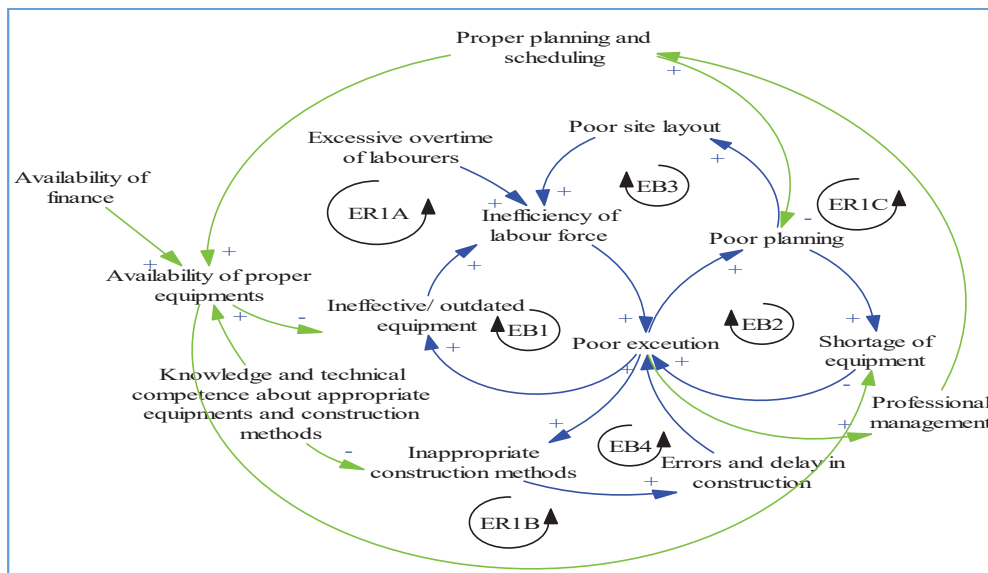 Proper planning and
scheduling
+
Poor site layout
Excessive overtime
of labourers
+
Availability of
finance
EB3
+
ER1A
+
ER1C
Inefficiency of
labour force
-
Poor planning
+
+
+
+
Availability of proper
equipments
Ineffective/ outdated
equipment
-
EB1
+
EB2
+
+
Poor exceution
Shortage of
equipment
+
+
+
-
Knowledge and technical
competence about appropriate
equipments and construction
methods
Professional
management
+
+
EB4
-
Inappropriate
construction methods
Errors and delay in
construction
+
ER1B